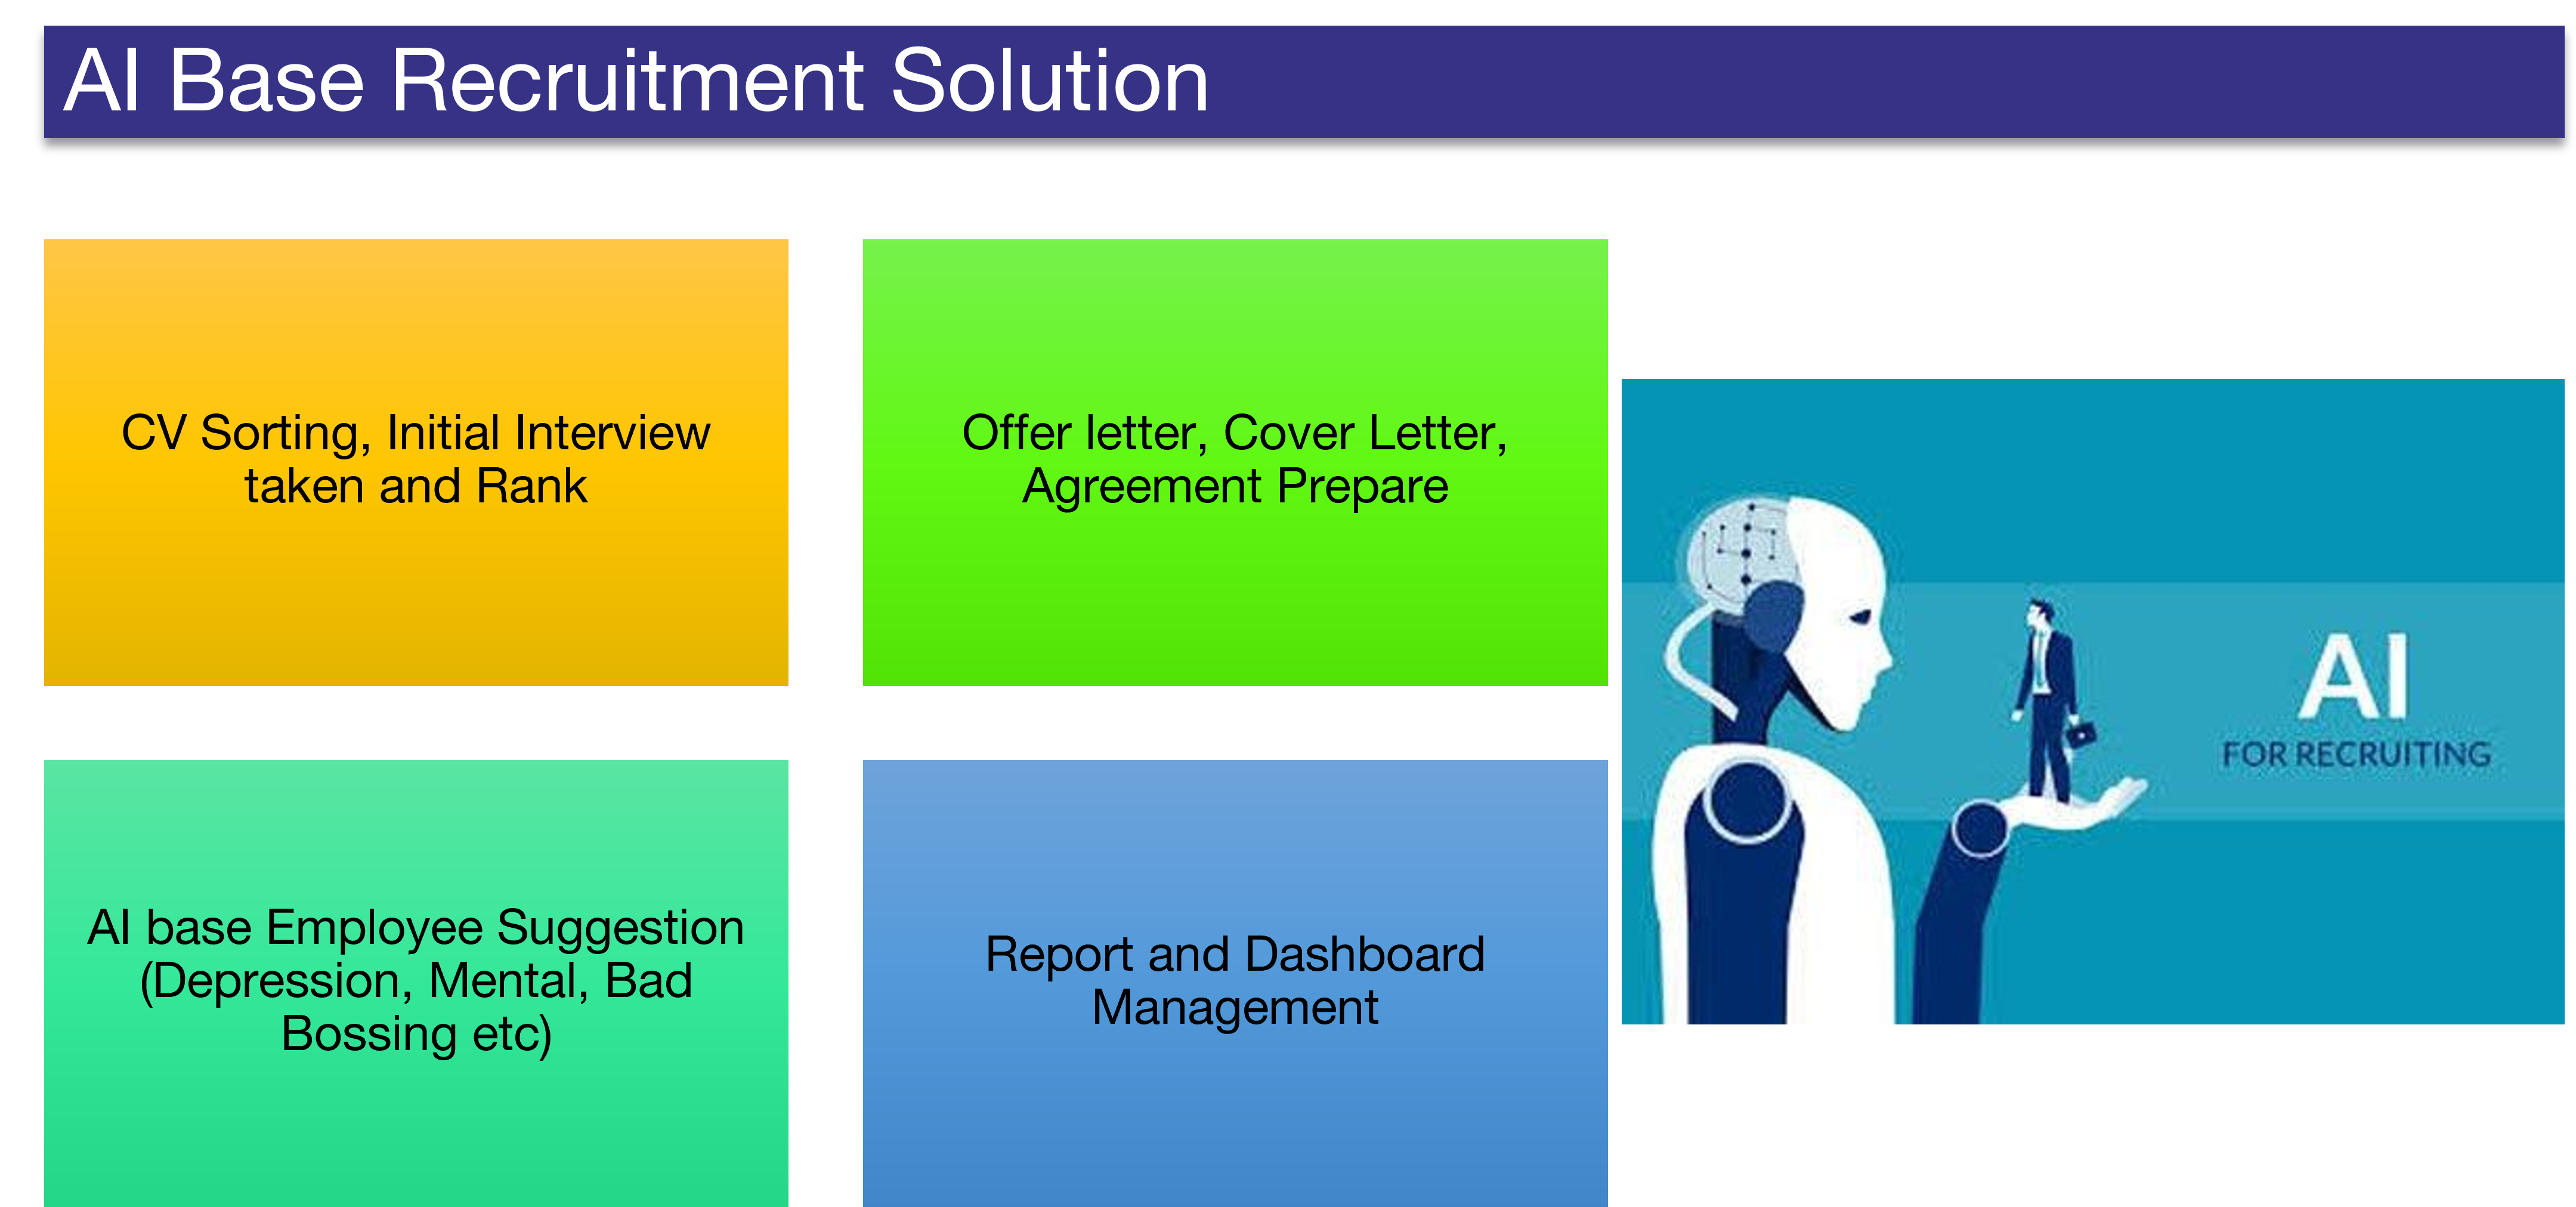 AI Base Recruitment Solution
CV Sorting, Initial Interview
taken and Rank
Offer letter, Cover Letter,
Agreement Prepare
AI base Employee Suggestion
(Depression, Mental, Bad
Bossing etc)
Report and Dashboard
Management
AI
FOR RECRUITING